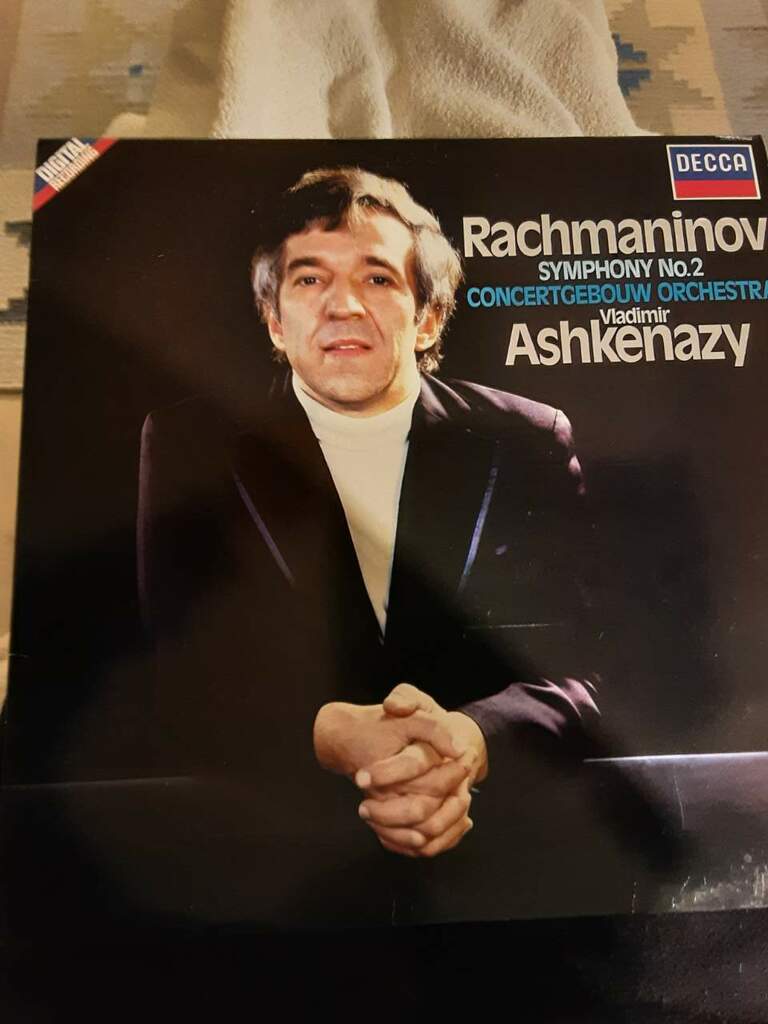 DIGITAL
RECORDING
DECCA
Rachmaninov
SYMPHONY No.2
CONCERTGEBOUW ORCHESTRA
Vladimir
Ashkenazy